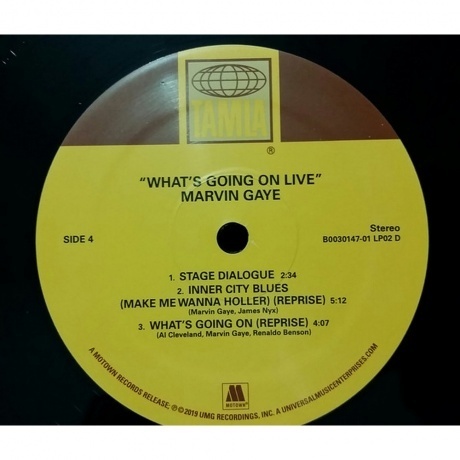 TAMLA
®
"WHAT'S GOING ON LIVE"
MARVIN GAYE
SIDE 4
Stereo
B0030147-01 LP02 D
1. STAGE DIALOGUE 2:34
2. INNER CITY BLUES
(MAKE ME WANNA HOLLER) (REPRISE) 5:12
(Marvin Gaye, James Nyx)
3. WHAT'S GOING ON (REPRISE) 4:07
(Al Cleveland, Marvin Gaye, Renaldo Benson)
M
MOTOWN
A MOTOWN RECORDS RELEASE; ℗©2019 UMG RECORDINGS, INC. A UNIVERSALMUSICENTERPRISES.COM